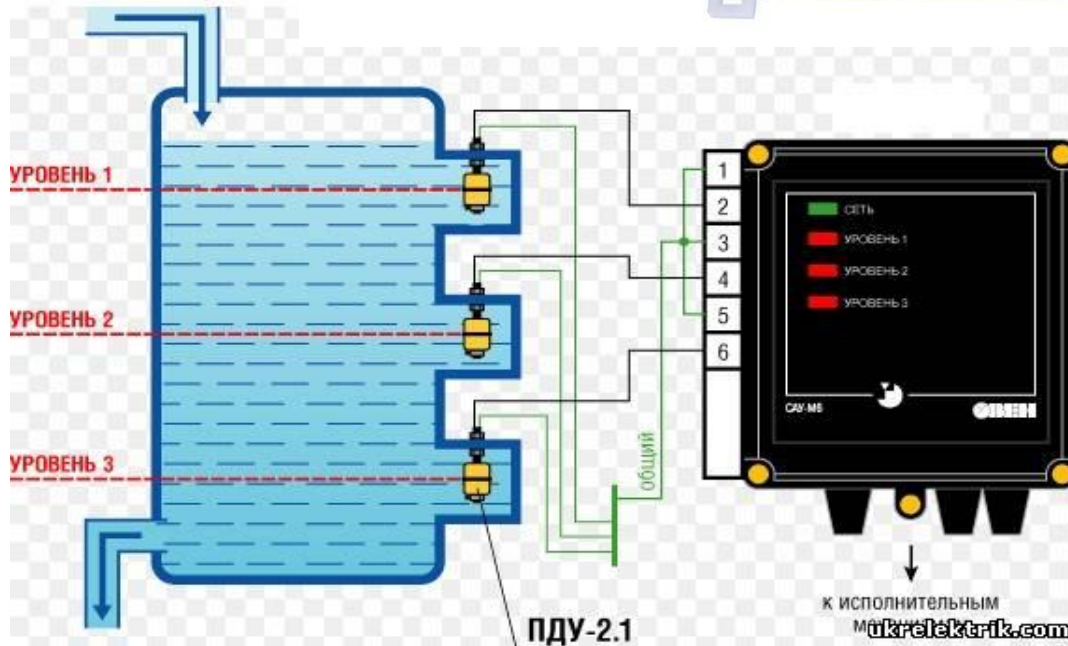 УРОВЕНЬ 1
УРОВЕНЬ 2
УРОВЕНЬ 3
1
2
3
4
5
6
СЕТЬ
УРОВЕНЬ 1
УРОВЕНЬ 2
УРОВЕНЬ 3
САУ-М6
ОВЕН
ОБЩИЙ
ПДУ-2.1
К ИСПОЛНИТЕЛЬНЫМ
ukrelektrik.com